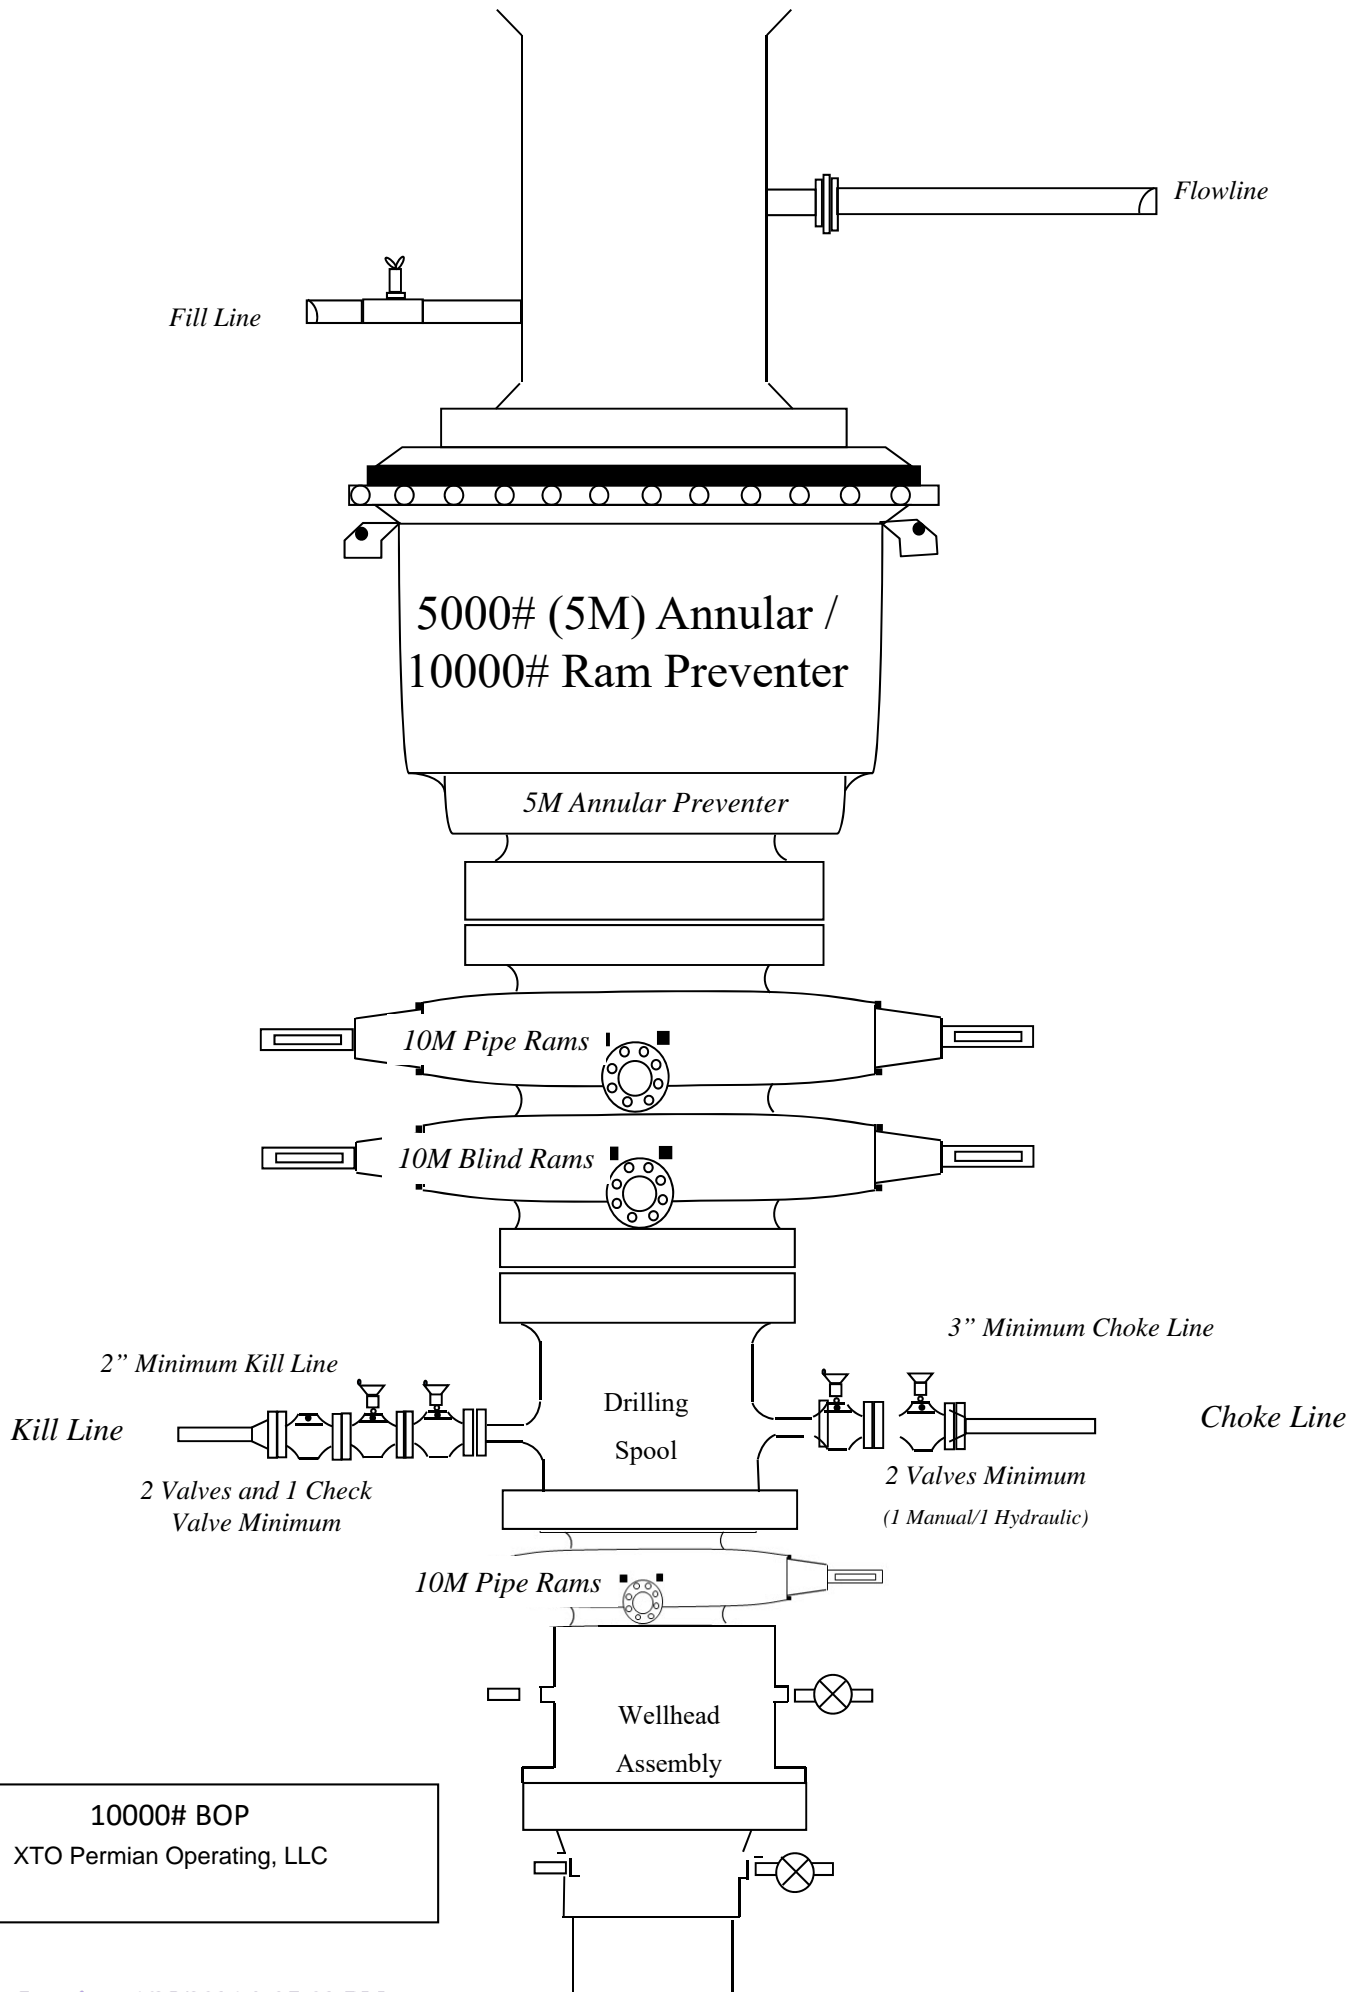 Flowline
Fill Line
5000# (5M) Annular /
10000# Ram Preventer
5M Annular Preventer
10M Pipe Rams
10M Blind Rams
3” Minimum Choke Line
2” Minimum Kill Line
Drilling
Spool
Kill Line
Choke Line
2 Valves and 1 Check
Valve Minimum
2 Valves Minimum
(1 Manual/1 Hydraulic)
10M Pipe Rams
Wellhead
Assembly
10000# BOP
XTO Permian Operating, LLC